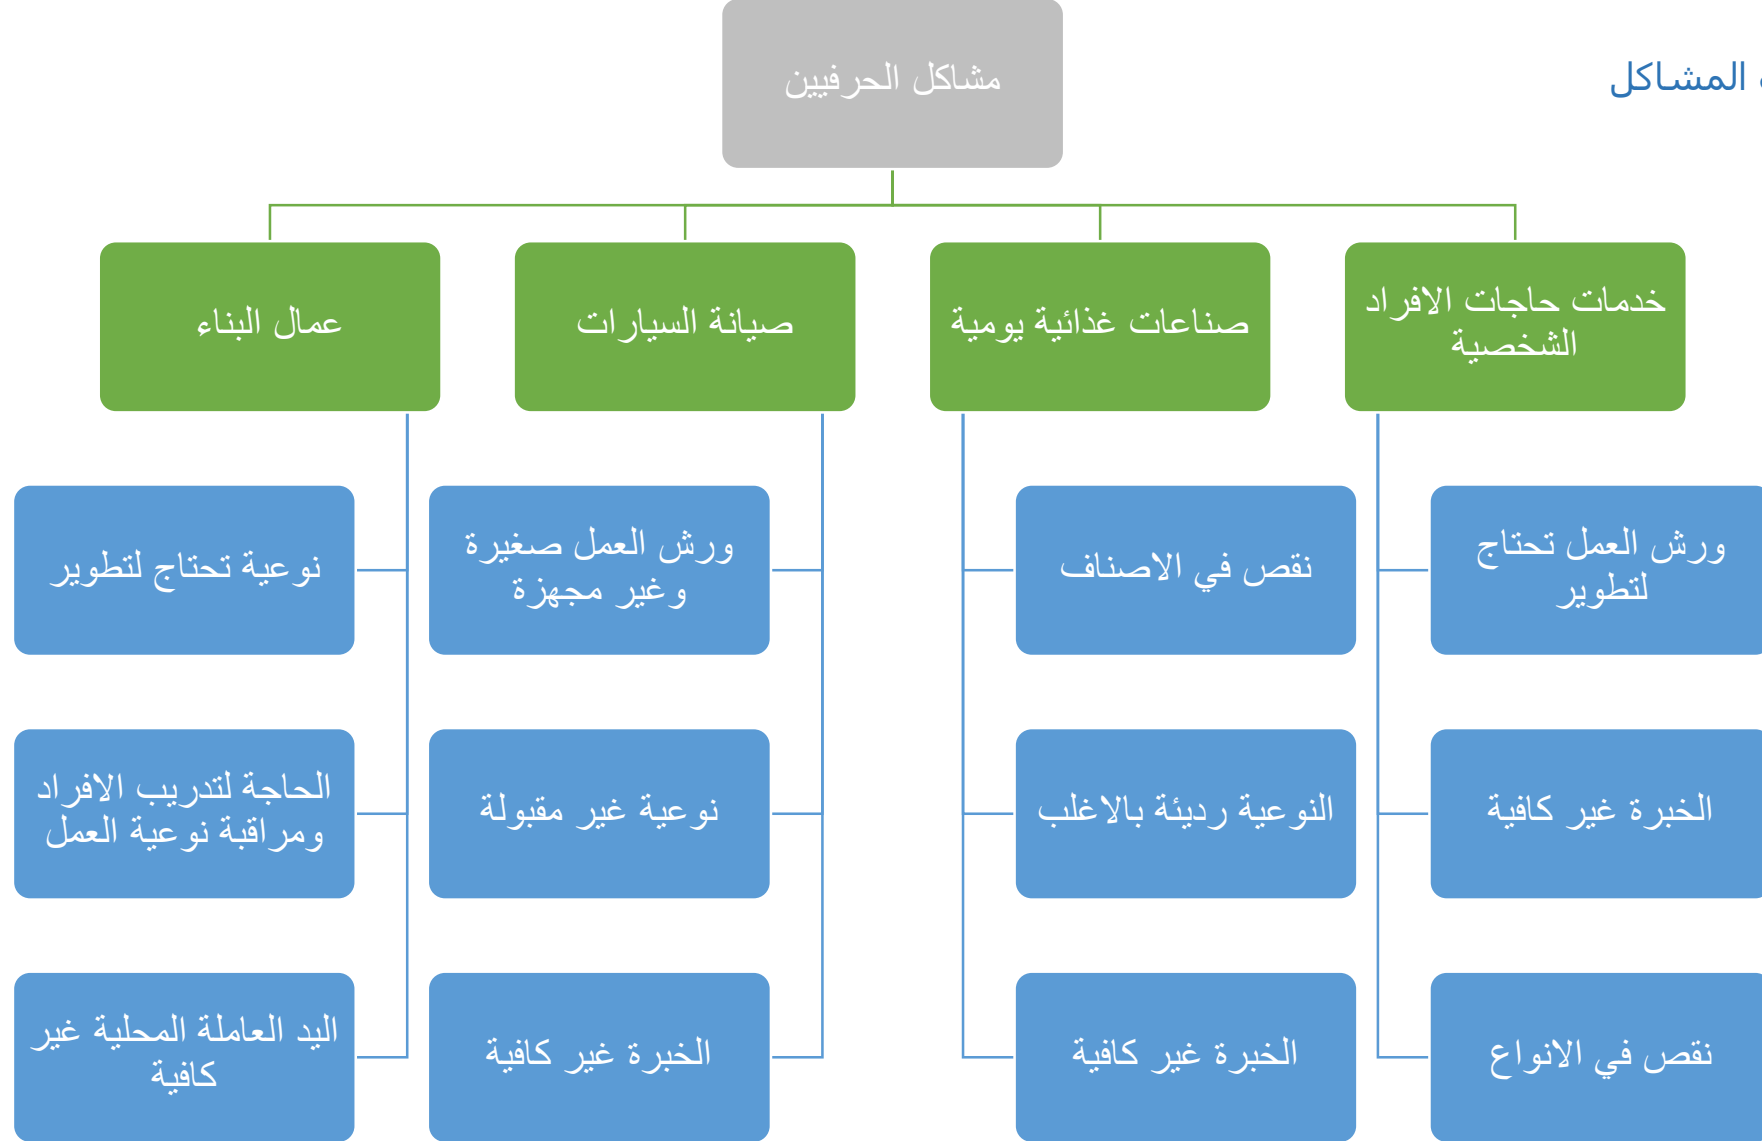 المشاكل
مشاكل الحرفيين
خدمات حاجات الافراد
الشخصية
صناعات غذائية يومية
صيانة السيارات
عمال البناء
ورش العمل تحتاج
لتطوير
نقص في الاصناف
ورش العمل صغيرة
وغير مجهزة
نوعية تحتاج لتطوير
الخبرة غير كافية
النوعية رديئة بالاغلب
نوعية غير مقبولة
الحاجة لتدريب الافراد
ومراقبة نوعية العمل
نقص في الانواع
الخبرة غير كافية
الخبرة غير كافية
اليد العاملة المحلية غير
كافية